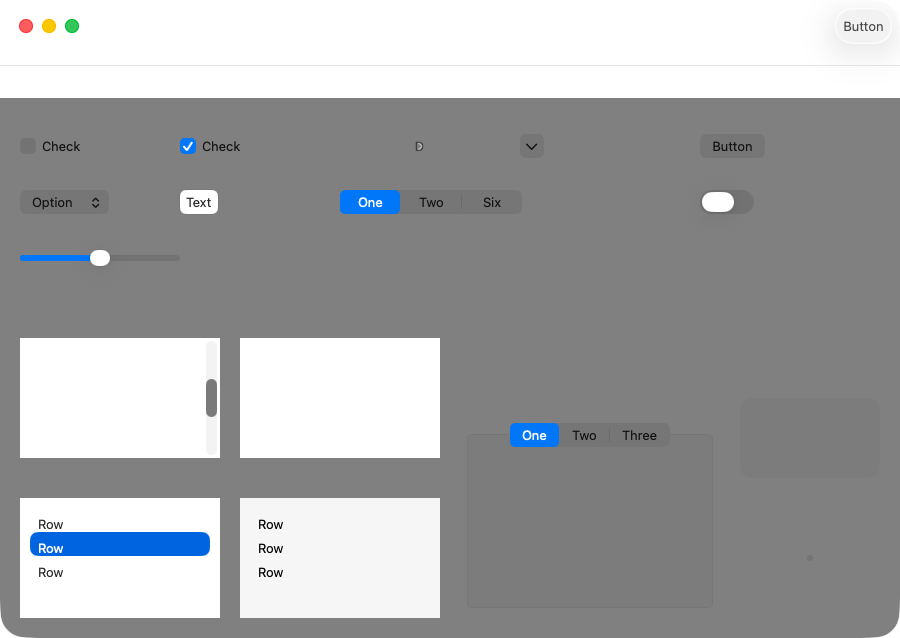 Button
Check
Check
Button
Option
Text
One
Two
Six
One
Two
Three
Row
Row
Row
Row
Row
Row